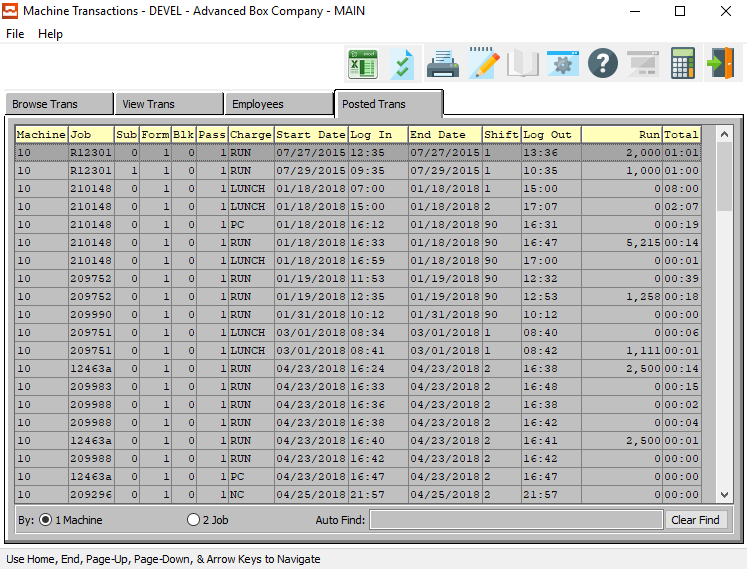 Machine Transactions - DEVEL - Advanced Box Company - MAIN
File Help
Browse Trans View Trans Employees Posted Trans
Machine Job Sub Form Blk Pass Charge Start Date Log In End Date Shift Log Out Run Total
10 R12301 0 1 0 1 RUN 07/27/2015 12:35 07/27/2015 1 13:36 2,000 01:01
10 R12301 1 1 0 1 RUN 07/29/2015 09:35 07/29/2015 1 10:35 1,000 01:00
10 210148 0 1 0 1 LUNCH 01/18/2018 07:00 01/18/2018 1 15:00 0 08:00
10 210148 0 1 0 1 LUNCH 01/18/2018 15:00 01/18/2018 2 17:07 0 02:07
10 210148 0 1 0 1 PC 01/18/2018 16:12 01/18/2018 90 16:31 0 00:19
10 210148 0 1 0 1 RUN 01/18/2018 16:33 01/18/2018 90 16:47 5,215 00:14
10 210148 0 1 0 1 LUNCH 01/18/2018 16:59 01/18/2018 90 17:00 0 00:01
10 209752 0 1 0 1 RUN 01/19/2018 11:53 01/19/2018 90 12:32 0 00:39
10 209752 0 1 0 1 RUN 01/19/2018 12:35 01/19/2018 90 12:53 1,258 00:18
10 209990 0 1 0 1 RUN 01/31/2018 10:12 01/31/2018 90 10:12 0 00:00
10 209751 0 1 0 1 LUNCH 03/01/2018 08:34 03/01/2018 1 08:40 0 00:06
10 209751 0 1 0 1 LUNCH 03/01/2018 08:41 03/01/2018 1 08:42 1,111 00:01
10 12463a 0 1 0 1 RUN 04/23/2018 16:24 04/23/2018 2 16:38 2,500 00:14
10 209983 0 1 0 1 RUN 04/23/2018 16:33 04/23/2018 2 16:48 0 00:15
10 209988 0 1 0 1 RUN 04/23/2018 16:36 04/23/2018 2 16:38 0 00:02
10 209988 0 1 0 1 RUN 04/23/2018 16:38 04/23/2018 2 16:42 0 00:04
10 12463a 0 1 0 1 RUN 04/23/2018 16:40 04/23/2018 2 16:41 2,500 00:01
10 209988 0 1 0 1 RUN 04/23/2018 16:42 04/23/2018 2 16:42 0 00:00
10 12463a 0 1 0 1 PC 04/23/2018 16:47 04/23/2018 2 16:47 0 00:00
10 209296 0 1 0 1 NC 04/25/2018 21:57 04/25/2018 2 21:57 0 00:00
By: 1 Machine 2 Job Auto Find: Clear Find
Use Home, End, Page-Up, Page-Down, & Arrow Keys to Navigate